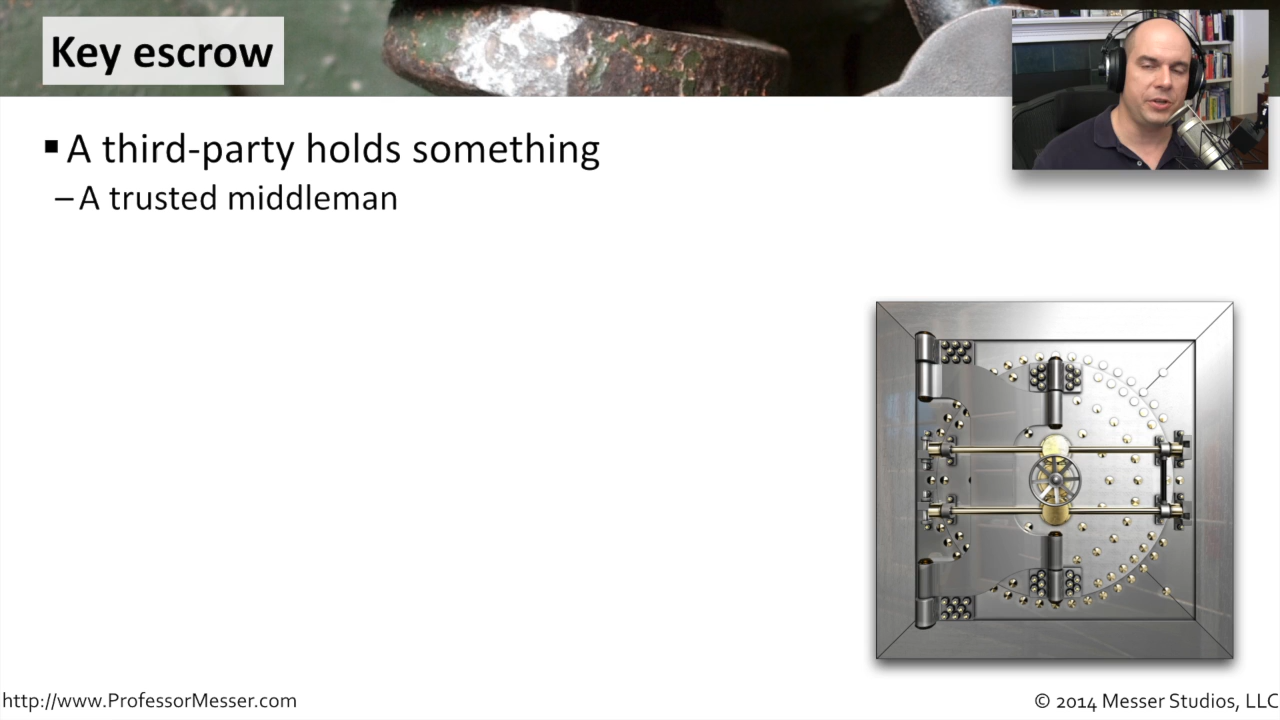 Key escrow
▪ A third-party holds something
– A trusted middleman
http://www.ProfessorMesser.com
© 2014 Messer Studios, LLC